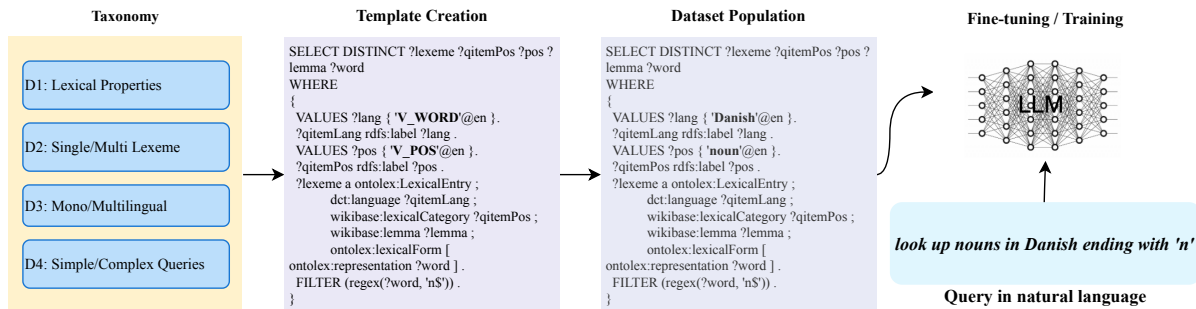 Taxonomy
D1: Lexical Properties
D2: Single/Multi Lexeme
D3: Mono/Multilingual
D4: Simple/Complex Queries
Template Creation
SELECT DISTINCT ?lexeme ?qitemPos ?pos ?
lemma ?word
WHERE
{
VALUES ?lang { 'V_WORD'@en }.
?qitemLang rdfs:label ?lang .
VALUES ?pos { 'V_POS'@en }.
?qitemPos rdfs:label ?pos .
?lexeme a ontolex:LexicalEntry ;
dct:language ?qitemLang ;
wikibase:lexicalCategory ?qitemPos ;
wikibase:lemma ?lemma ;
ontolex:lexicalForm [
ontolex:representation ?word ] .
FILTER (regex(?word, 'n$')) .
}
Dataset Population
SELECT DISTINCT ?lexeme ?qitemPos ?pos ?
lemma ?word
WHERE
{
VALUES ?lang { 'Danish'@en }.
?qitemLang rdfs:label ?lang .
VALUES ?pos { 'noun'@en }.
?qitemPos rdfs:label ?pos .
?lexeme a ontolex:LexicalEntry ;
dct:language ?qitemLang ;
wikibase:lexicalCategory ?qitemPos ;
wikibase:lemma ?lemma ;
ontolex:lexicalForm [
ontolex:representation ?word ] .
FILTER (regex(?word, 'n$')) .
}
Fine-tuning / Training
LLM
look up nouns in Danish ending with 'n'
Query in natural language